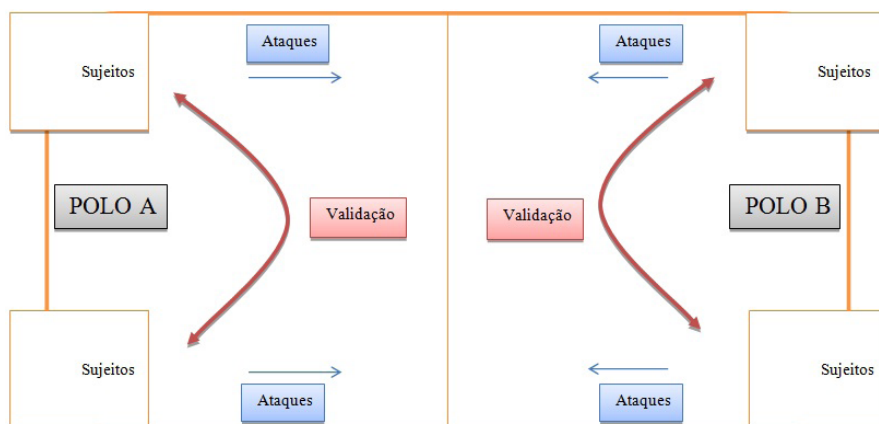 Ataques
Ataques
Sujeitos
Sujeitos
POLO A
Validação
Validação
POLO B
Sujeitos
Sujeitos
Ataques
Ataques